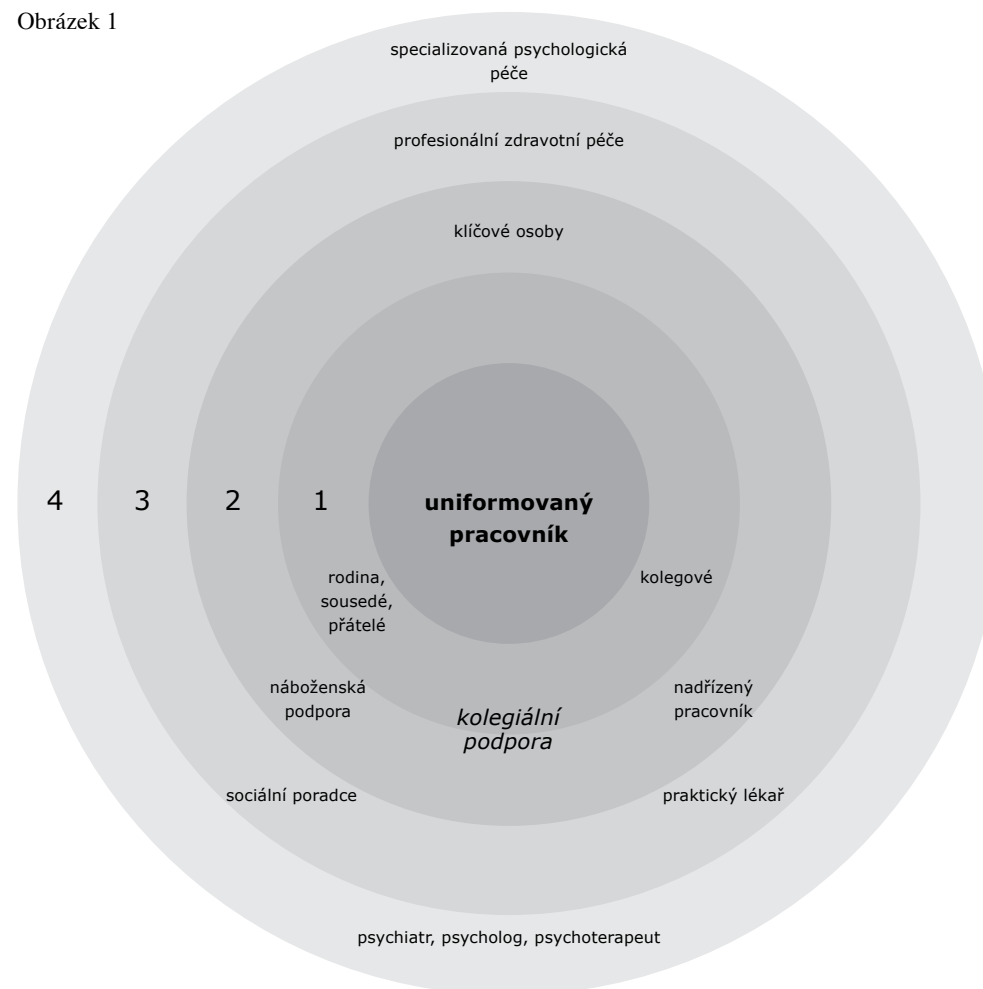 Obrázek 1
specializovaná psychologická
péče
profesionální zdravotní péče
klíčové osoby
4 3 2 1
uniformovaný
pracovník
rodina,
sousedé,
přátelé
kolegové
náboženská
podpora
kolegiální
podpora
nadřízený
pracovník
sociální poradce
praktický lékař
psychiatr, psycholog, psychoterapeut